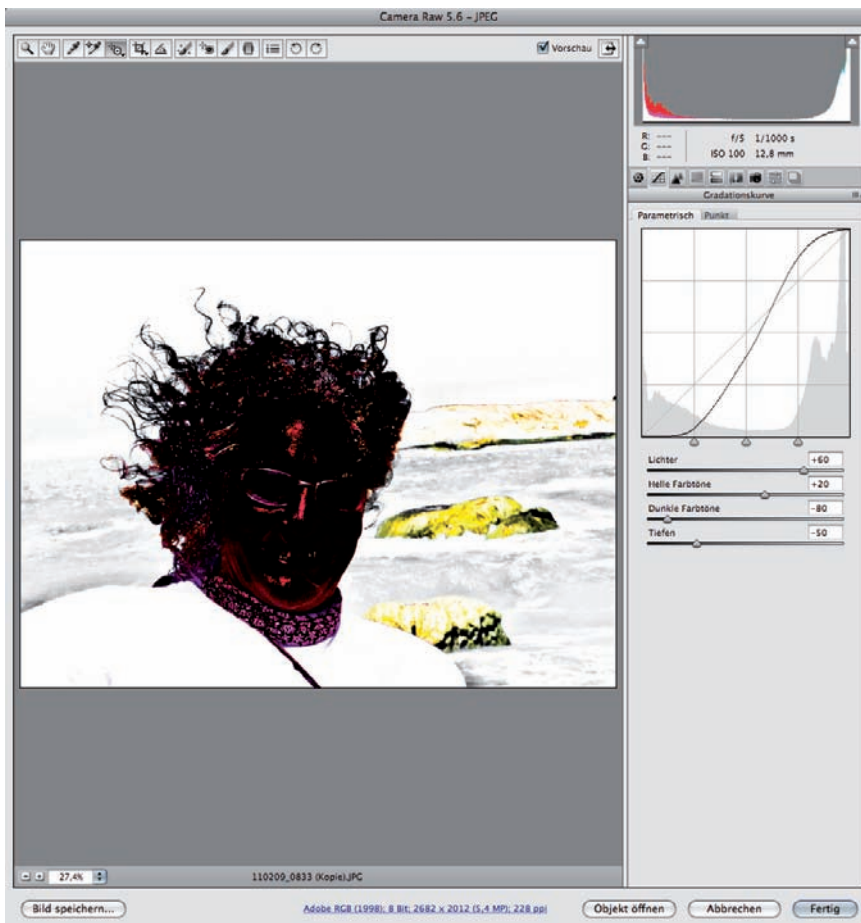 Camera Raw 5.6 – JPEG
Vorschau
R: ---
G: ---
B: ---
f/5 1/1000 s
ISO 100 12,8 mm
Gradationskurve
Parametrisch Punkt
Lichter +60
Helle Farbtöne +20
Dunkle Farbtöne -80
Tiefen -50
27,4% 110209_0833 (Kopie).JPG
Bild speichern... Adobe RGB (1998); 8 Bit; 2682 x 2012 (5,4 MP); 228 ppi Objekt öffnen Abbrechen Fertig